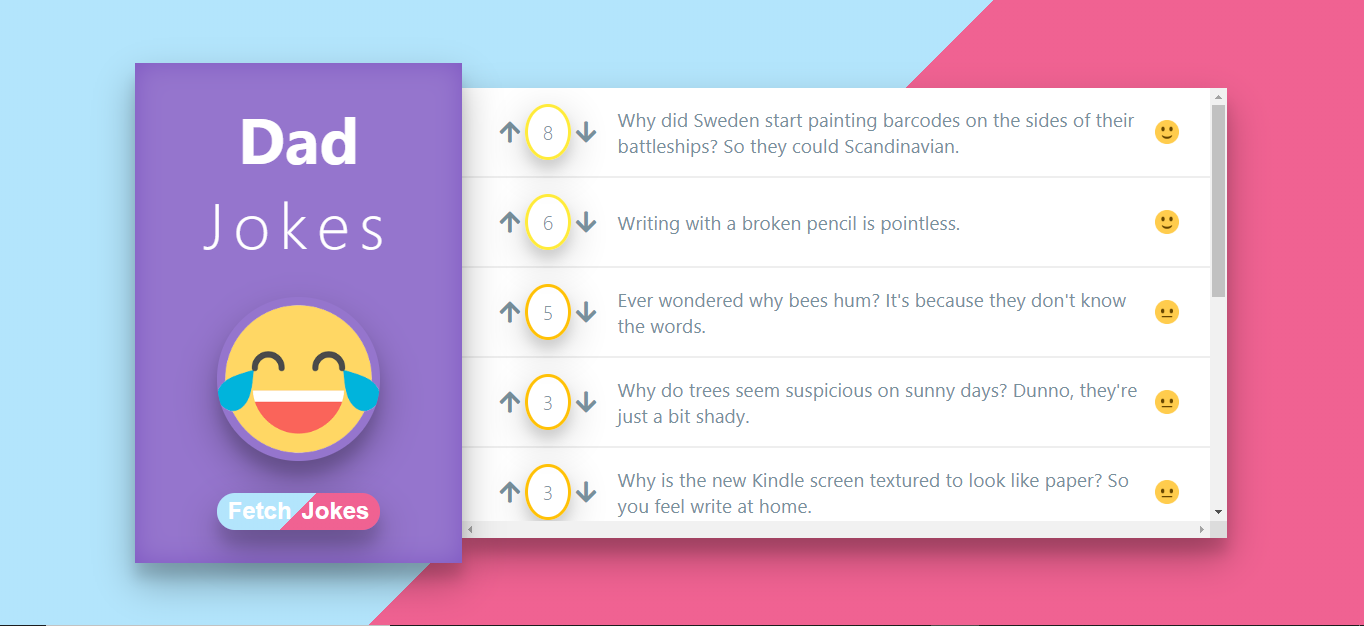 Dad
Jokes
Fetch Jokes
8
Why did Sweden start painting barcodes on the sides of their
battleships? So they could Scandinavian.
6
Writing with a broken pencil is pointless.
5
Ever wondered why bees hum? It's because they don't know
the words.
3
Why do trees seem suspicious on sunny days? Dunno, they're
just a bit shady.
3
Why is the new Kindle screen textured to look like paper? So
you feel write at home.